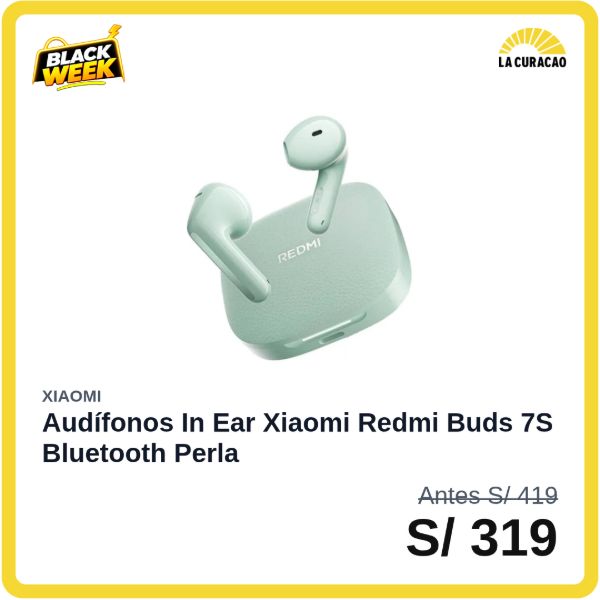 BLACK
WEEK
LA CURACAO
REDMI
XIAOMI
Audífonos In Ear Xiaomi Redmi Buds 7S
Bluetooth Perla
Antes S/ 419
S/ 319